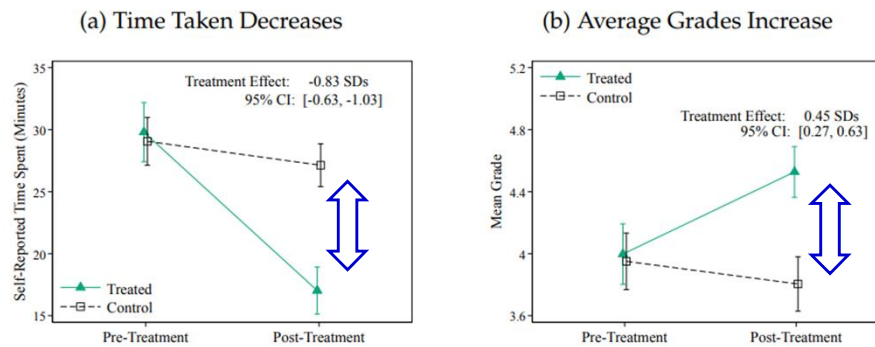 (a) Time Taken Decreases
35
30
25
20
15
Self-Reported Time Spent (Minutes)
Treatment Effect: -0.83 SDs
95% CI: [-0.63, -1.03]
Treated
Control
Pre-Treatment Post-Treatment
(b) Average Grades Increase
5.2
4.8
4.4
4
3.6
Mean Grade
Treated
Control
Treatment Effect: 0.45 SDs
95% CI: [0.27, 0.63]
Pre-Treatment Post-Treatment